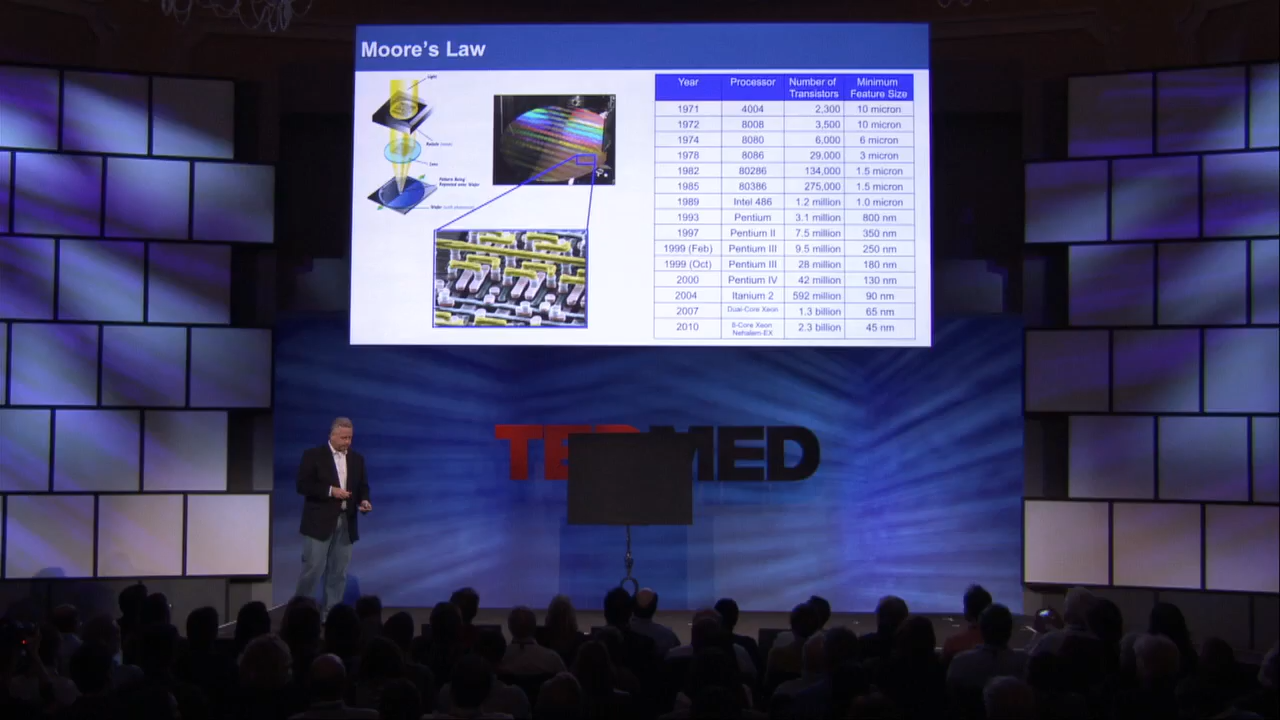 Moore's Law
Light
Lens
Year Processor Number of Transistors Minimum Feature Size
1971 4004 2,300 10 micron
1972 8008 3,500 10 micron
1974 8080 6,000 6 micron
1978 8086 29,000 3 micron
1982 80286 134,000 1.5 micron
1985 80386 275,000 1.5 micron
1989 Intel 486 1.2 million 1.0 micron
1993 Pentium 3.1 million 800 nm
1997 Pentium II 7.5 million 350 nm
1999 (Feb) Pentium III 9.5 million 250 nm
1999 (Oct) Pentium III 28 million 180 nm
2000 Pentium IV 42 million 130 nm
2004 Itanium 2 592 million 90 nm
2007 Dual-Core Xeon 1.3 billion 65 nm
2010 8-Core Xeon Nehalem-EX 2.3 billion 45 nm
TEDMED